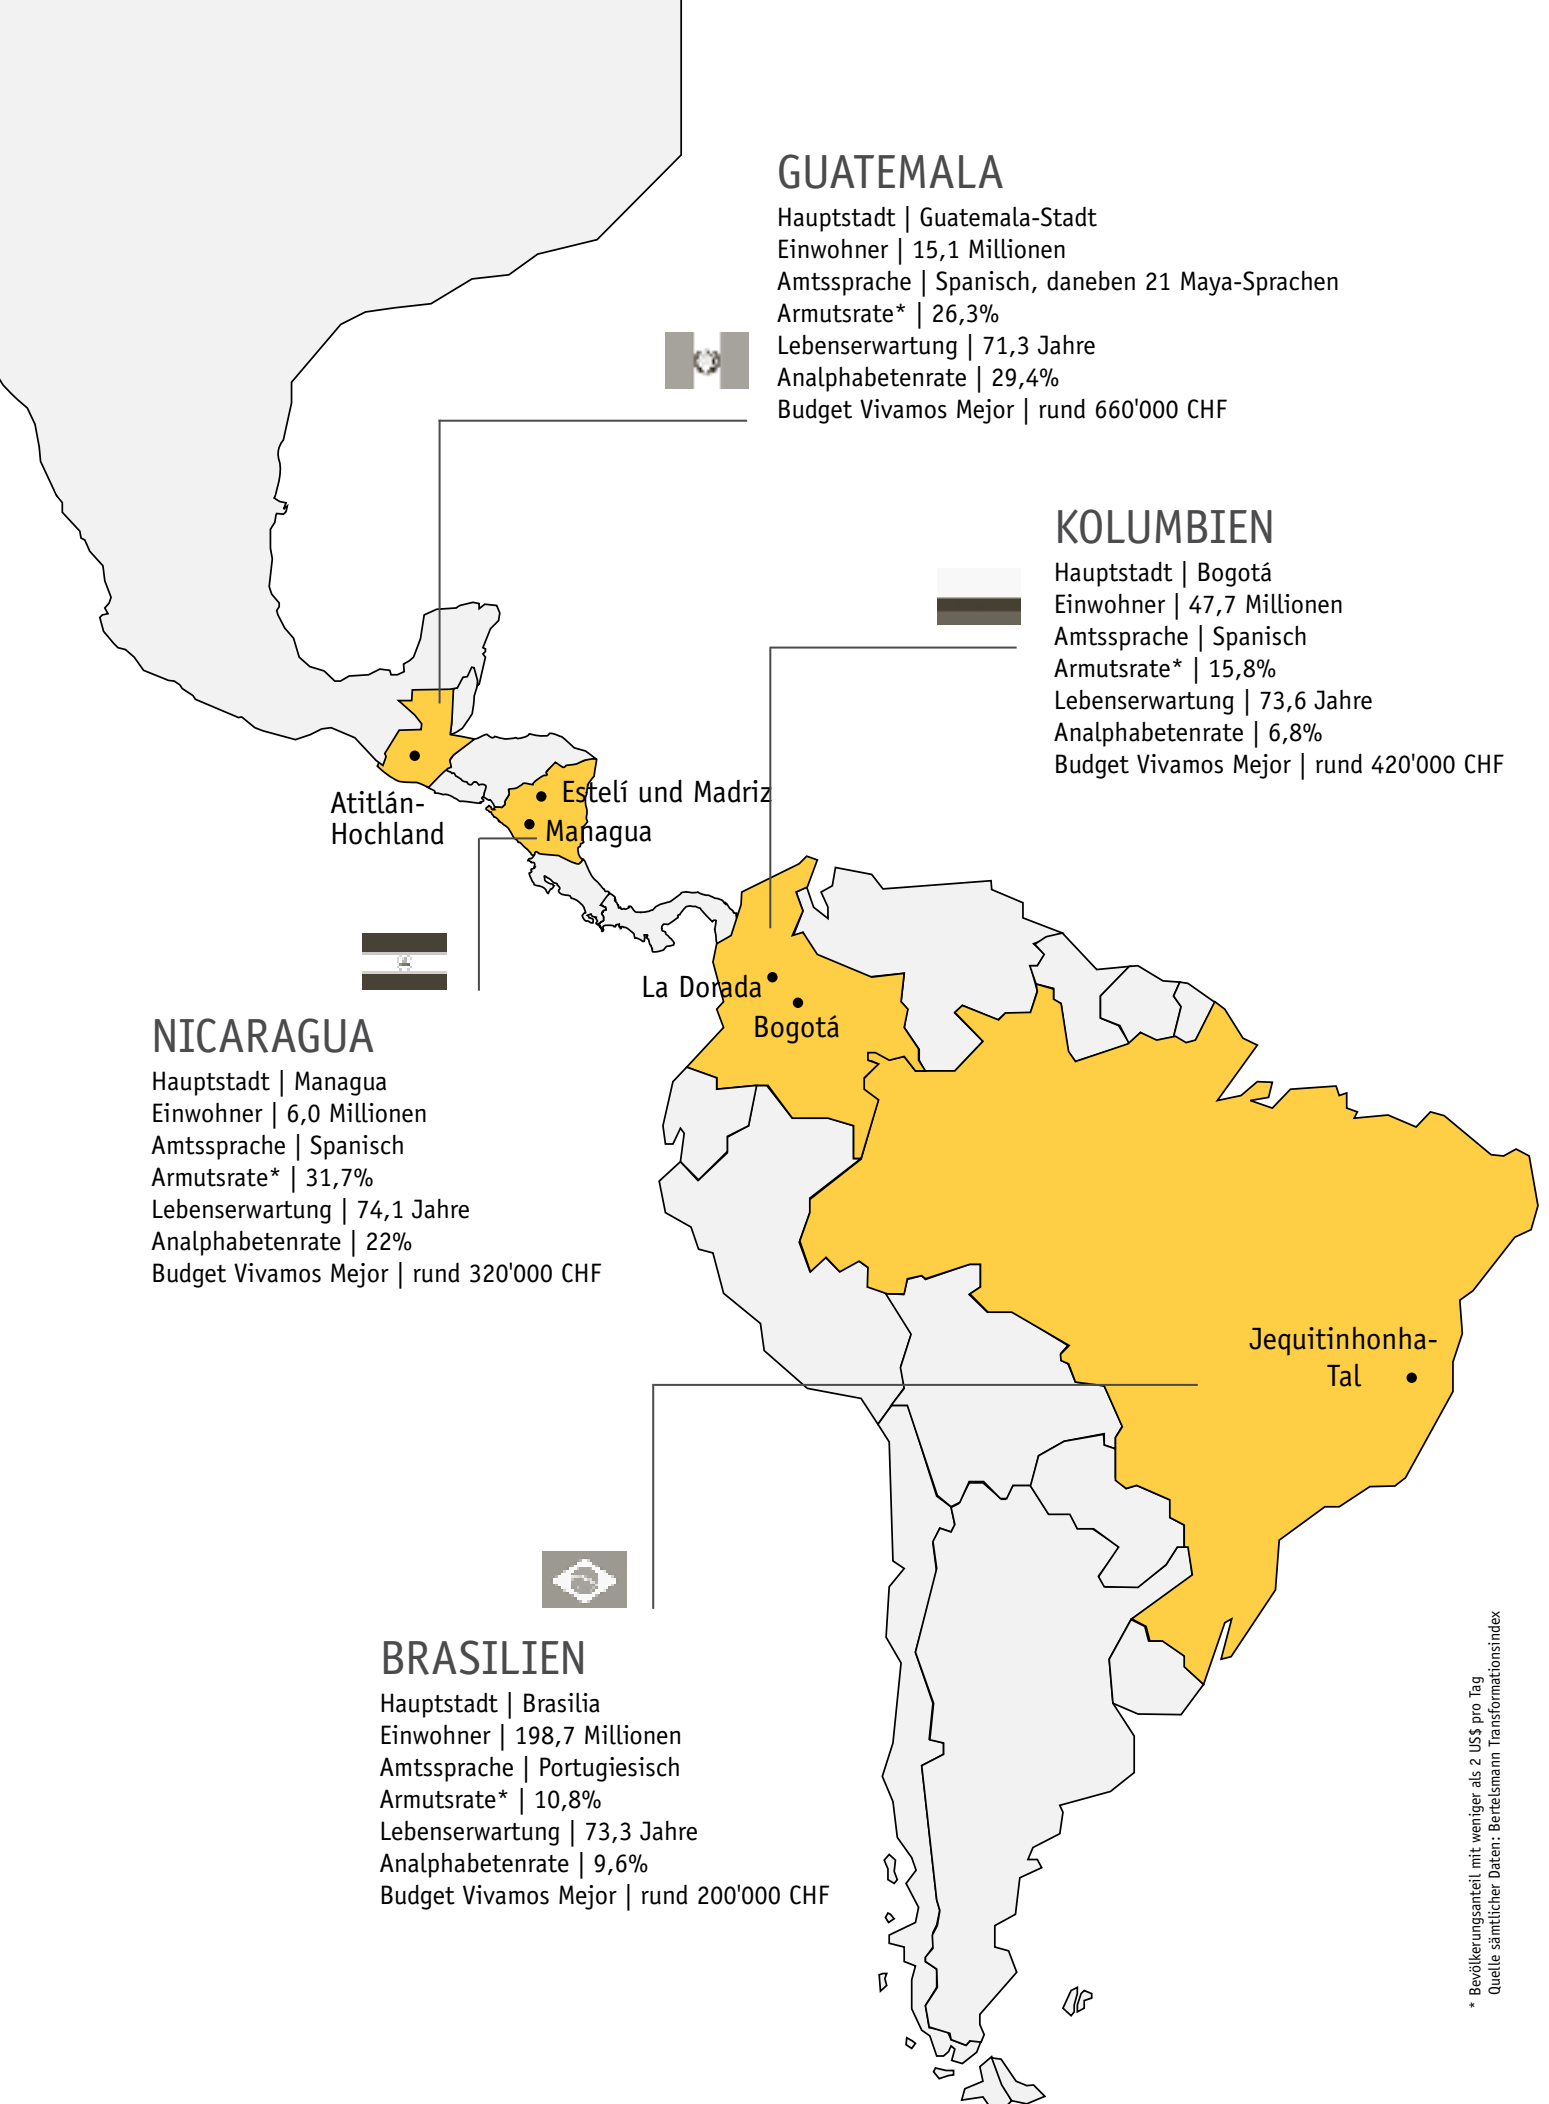 GUATEMALA
Hauptstadt | Guatemala-Stadt
Einwohner | 15,1 Millionen
Amtssprache | Spanisch, daneben 21 Maya-Sprachen
Armutsrate* | 26,3%
Lebenserwartung | 71,3 Jahre
Analphabetenrate | 29,4%
Budget Vivamos Mejor | rund 660'000 CHF
KOLUMBIEN
Hauptstadt | Bogotá
Einwohner | 47,7 Millionen
Amtssprache | Spanisch
Armutsrate* | 15,8%
Lebenserwartung | 73,6 Jahre
Analphabetenrate | 6,8%
Budget Vivamos Mejor | rund 420'000 CHF
Estelí und Madriz
Atitlán-
Hochland
Managua
La Dorada
Bogotá
NICARAGUA
Hauptstadt | Managua
Einwohner | 6,0 Millionen
Amtssprache | Spanisch
Armutsrate* | 31,7%
Lebenserwartung | 74,1 Jahre
Analphabetenrate | 22%
Budget Vivamos Mejor | rund 320'000 CHF
Jequitinhonha-
Tal
BRASILIEN
Hauptstadt | Brasilia
Einwohner | 198,7 Millionen
Amtssprache | Portugiesisch
Armutsrate* | 10,8%
Lebenserwartung | 73,3 Jahre
Analphabetenrate | 9,6%
Budget Vivamos Mejor | rund 200'000 CHF
* Bevölkerungsanteil mit weniger als 2 US$ pro Tag
Quelle sämtlicher Daten: Bertelsmann Transformationsindex